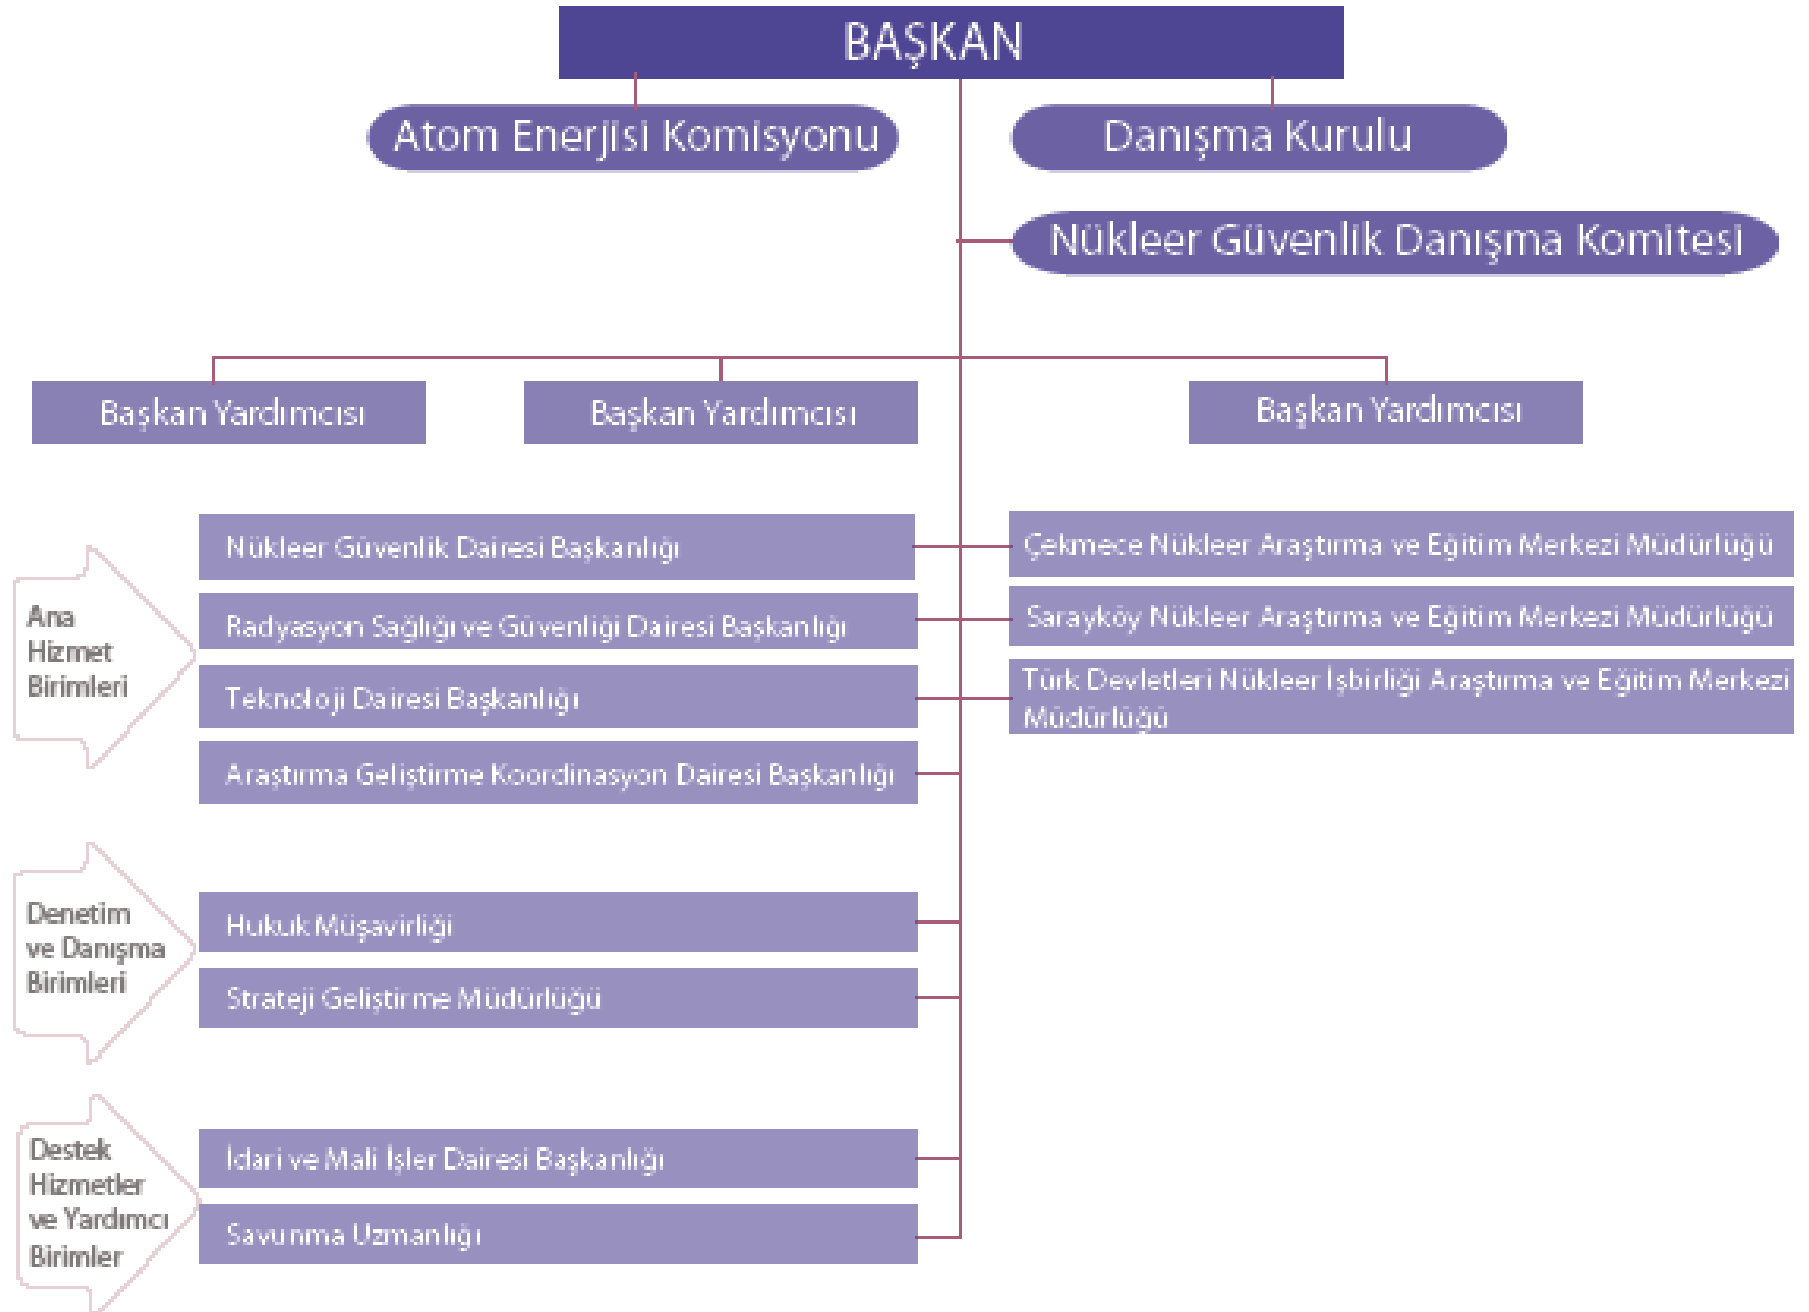 BAŞKAN
Atom Enerjisi Komisyonu
Danışma Kurulu
Nükleer Güvenlik Danışma Komitesi
Başkan Yardımcısı
Başkan Yardımcısı
Başkan Yardımcısı
Ana
Hizmet
Birimleri
Nükleer Güvenlik Dairesi Başkanlığı
Radyasyon Sağlığı ve Güvenliği Dairesi Başkanlığı
Teknoloji Dairesi Başkanlığı
Araştırma Geliştirme Koordinasyon Dairesi Başkanlığı
Çekmece Nükleer Araştırma ve Eğitim Merkezi Müdürlüğü
Sarayköy Nükleer Araştırma ve Eğitim Merkezi Müdürlüğü
Türk Devletleri Nükleer İşbirliği Araştırma ve Eğitim Merkezi
Müdürlüğü
Denetim
ve Danışma
Birimleri
Hukuk Müşavirliği
Strateji Geliştirme Müdürlüğü
Destek
Hizmetler
ve Yardımcı
Birimler
İdari ve Mali İşler Dairesi Başkanlığı
Savunma Uzmanlığı